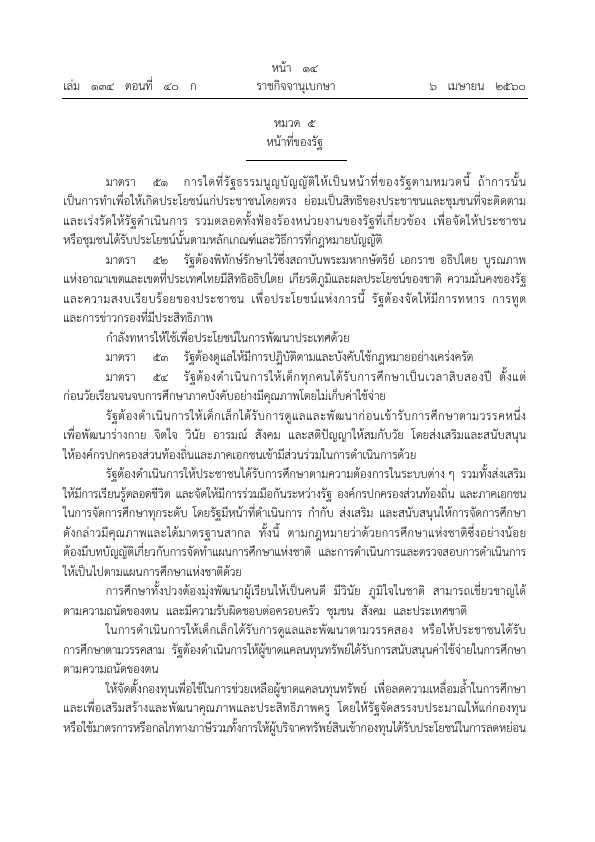 หน้า ๑๔
เล่ม ๑๓๔ ตอนที่ ๔๐ ก ราชกิจจานุเบกษา ๖ เมษายน ๒๕๖๐
หมวด ๕
หน้าที่ของรัฐ
มาตรา ๕๑ การใดที่รัฐธรรมนูญบัญญัติให้เป็นหน้าที่ของรัฐตามหมวดนี้ ถ้าการนั้น
เป็นการทำเพื่อให้เกิดประโยชน์แก่ประชาชนโดยตรง ย่อมเป็นสิทธิของประชาชนและชุมชนที่จะติดตาม
และเร่งรัดให้รัฐดำเนินการ รวมตลอดทั้งฟ้องร้องหน่วยงานของรัฐที่เกี่ยวข้อง เพื่อจัดให้ประชาชน
หรือชุมชนได้รับประโยชน์นั้นตามหลักเกณฑ์และวิธีการที่กฎหมายบัญญัติ
มาตรา ๕๒ รัฐต้องพิทักษ์รักษาไว้ซึ่งสถาบันพระมหากษัตริย์ เอกราช อธิปไตย บูรณภาพ
แห่งอาณาเขตและเขตที่ประเทศไทยมีสิทธิอธิปไตย เกียรติภูมิและผลประโยชน์ของชาติ ความมั่นคงของรัฐ
และความสงบเรียบร้อยของประชาชน เพื่อประโยชน์แห่งการนี้ รัฐต้องจัดให้มีการทหาร การทูต
และการข่าวกรองที่มีประสิทธิภาพ
กำลังทหารให้ใช้เพื่อประโยชน์ในการพัฒนาประเทศด้วย
มาตรา ๕๓ รัฐต้องดูแลให้มีการปฏิบัติตามและบังคับใช้กฎหมายอย่างเคร่งครัด
มาตรา ๕๔ รัฐต้องดำเนินการให้เด็กทุกคนได้รับการศึกษาเป็นเวลาสิบสองปี ตั้งแต่
ก่อนวัยเรียนจนจบการศึกษาภาคบังคับอย่างมีคุณภาพโดยไม่เก็บค่าใช้จ่าย
รัฐต้องดำเนินการให้เด็กเล็กได้รับการดูแลและพัฒนาก่อนเข้ารับการศึกษาตามวรรคหนึ่ง
เพื่อพัฒนาร่างกาย จิตใจ วินัย อารมณ์ สังคม และสติปัญญาให้สมกับวัย โดยส่งเสริมและสนับสนุน
ให้องค์กรปกครองส่วนท้องถิ่นและภาคเอกชนเข้ามีส่วนร่วมในการดำเนินการด้วย
รัฐต้องดำเนินการให้ประชาชนได้รับการศึกษาตามความต้องการในระบบต่าง ๆ รวมทั้งส่งเสริม
ให้มีการเรียนรู้ตลอดชีวิต และจัดให้มีการร่วมมือกันระหว่างรัฐ องค์กรปกครองส่วนท้องถิ่น และภาคเอกชน
ในการจัดการศึกษาทุกระดับ โดยรัฐมีหน้าที่ดำเนินการ กำกับ ส่งเสริม และสนับสนุนให้การจัดการศึกษา
ดังกล่าวมีคุณภาพและได้มาตรฐานสากล ทั้งนี้ ตามกฎหมายว่าด้วยการศึกษาแห่งชาติซึ่งอย่างน้อย
ต้องมีบทบัญญัติเกี่ยวกับการจัดทำแผนการศึกษาแห่งชาติ และการดำเนินการและตรวจสอบการดำเนินการ
ให้เป็นไปตามแผนการศึกษาแห่งชาติด้วย
การศึกษาทั้งปวงต้องมุ่งพัฒนาผู้เรียนให้เป็นคนดี มีวินัย ภูมิใจในชาติ สามารถเชี่ยวชาญได้
ตามความถนัดของตน และมีความรับผิดชอบต่อครอบครัว ชุมชน สังคม และประเทศชาติ
ในการดำเนินการให้เด็กเล็กได้รับการดูแลและพัฒนาตามวรรคสอง หรือให้ประชาชนได้รับ
การศึกษาตามวรรคสาม รัฐต้องดำเนินการให้ผู้ขาดแคลนทุนทรัพย์ได้รับการสนับสนุนค่าใช้จ่ายในการศึกษา
ตามความถนัดของตน
ให้จัดตั้งกองทุนเพื่อใช้ในการช่วยเหลือผู้ขาดแคลนทุนทรัพย์ เพื่อลดความเหลื่อมล้ำในการศึกษา
และเพื่อเสริมสร้างและพัฒนาคุณภาพและประสิทธิภาพครู โดยให้รัฐจัดสรรงบประมาณให้แก่กองทุน
หรือใช้มาตรการหรือกลไกทางภาษีรวมทั้งการให้ผู้บริจาคทรัพย์สินเข้ากองทุนได้รับประโยชน์ในการลดหย่อน